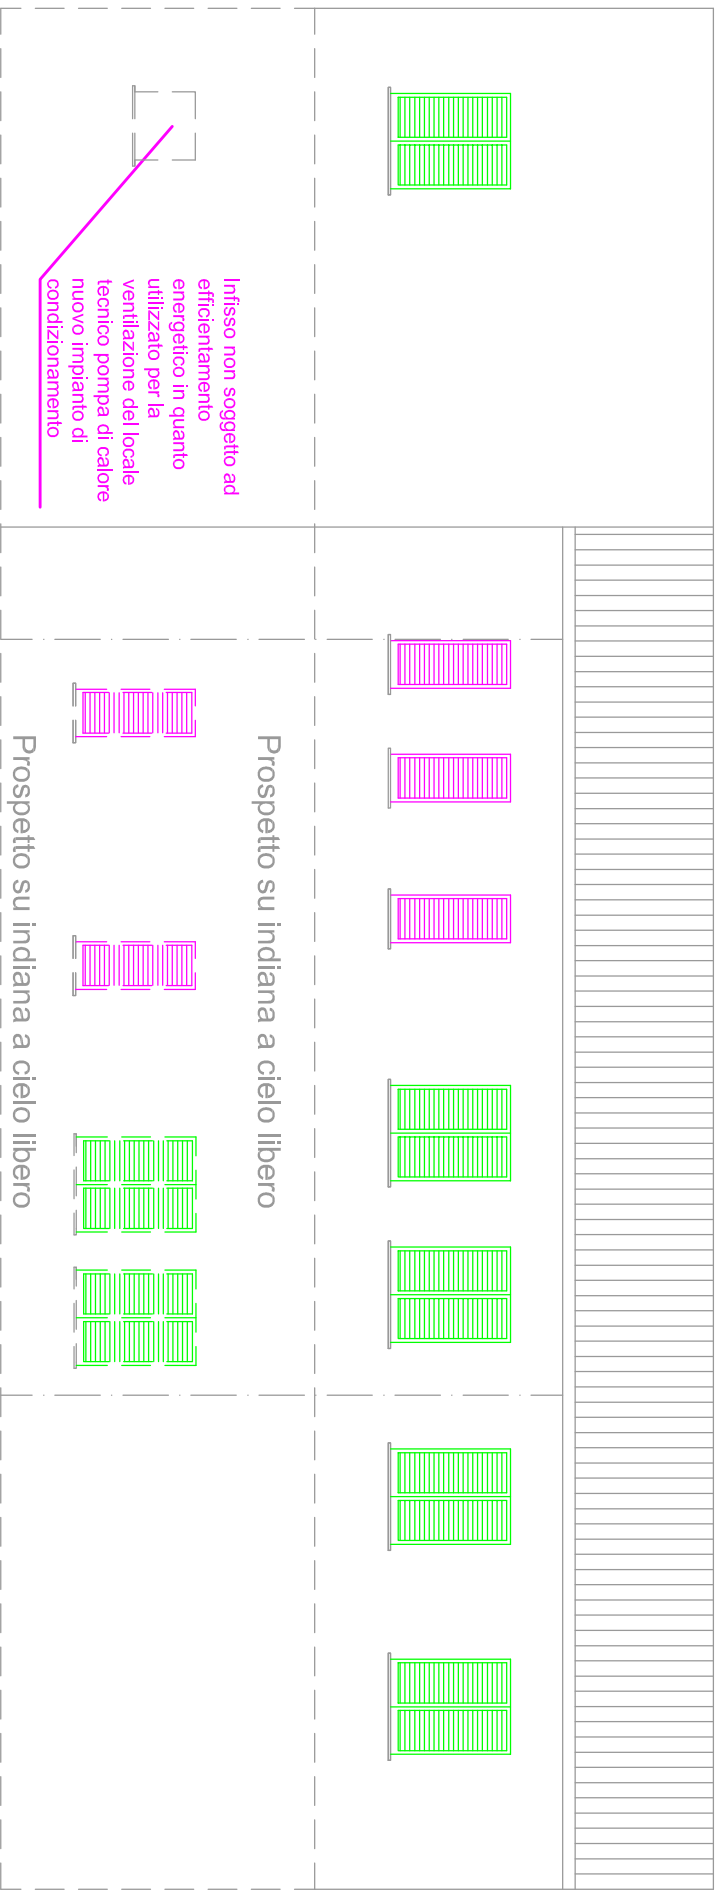 Infisso non soggetto ad
efficientamento
energetico in quanto
utilizzato per la
ventilazione del locale
tecnico pompa di calore
nuovo impianto di
condizionamento
Prospetto su indiana a cielo libero
Prospetto su indiana a cielo libero